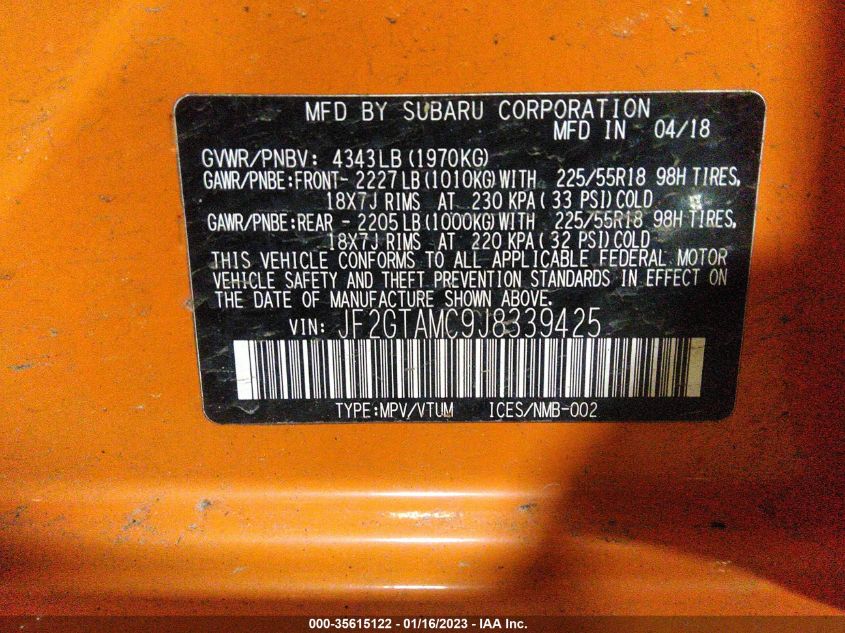 MFD BY SUBARU CORPORATION
MFD IN 04/18
GVWR/PNBV: 4343LB (1970KG)
GAWR/PNBE:FRONT- 2227 LB (1010KG) WITH 225/55R18 98H TIRES,
18X7J RIMS AT 230 KPA ( 33 PSI) COLD
GAWR/PNBE:REAR - 2205 LB (1000KG) WITH 225/55R18 98H TIRES,
18X7J RIMS AT 220 KPA ( 32 PSI) COLD
THIS VEHICLE CONFORMS TO ALL APPLICABLE FEDERAL MOTOR
VEHICLE SAFETY AND THEFT PREVENTION STANDARDS IN EFFECT ON
THE DATE OF MANUFACTURE SHOWN ABOVE.
VIN: JF2GTAMC9J8339425
TYPE:MPV/VTUM ICES/NMB-002
000-35615122 - 01/16/2023 - IAA Inc.